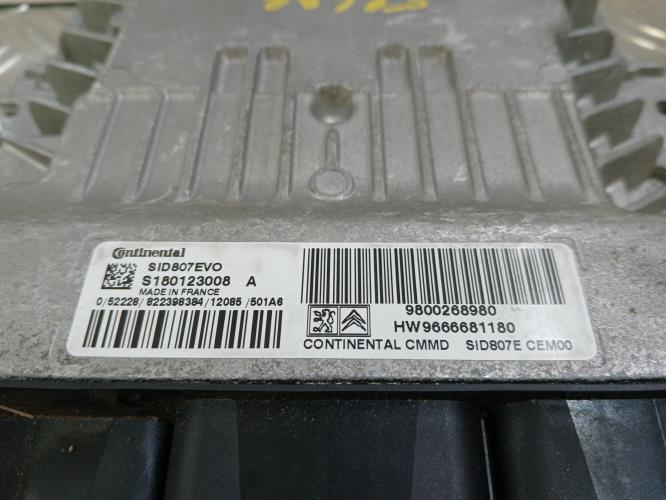 Continental
SID807EVO
S180123008 A
MADE IN FRANCE
0/52228/822398384/12085/501A6
9800268980
HW9666681180
CONTINENTAL CMMD SID807E CEM00